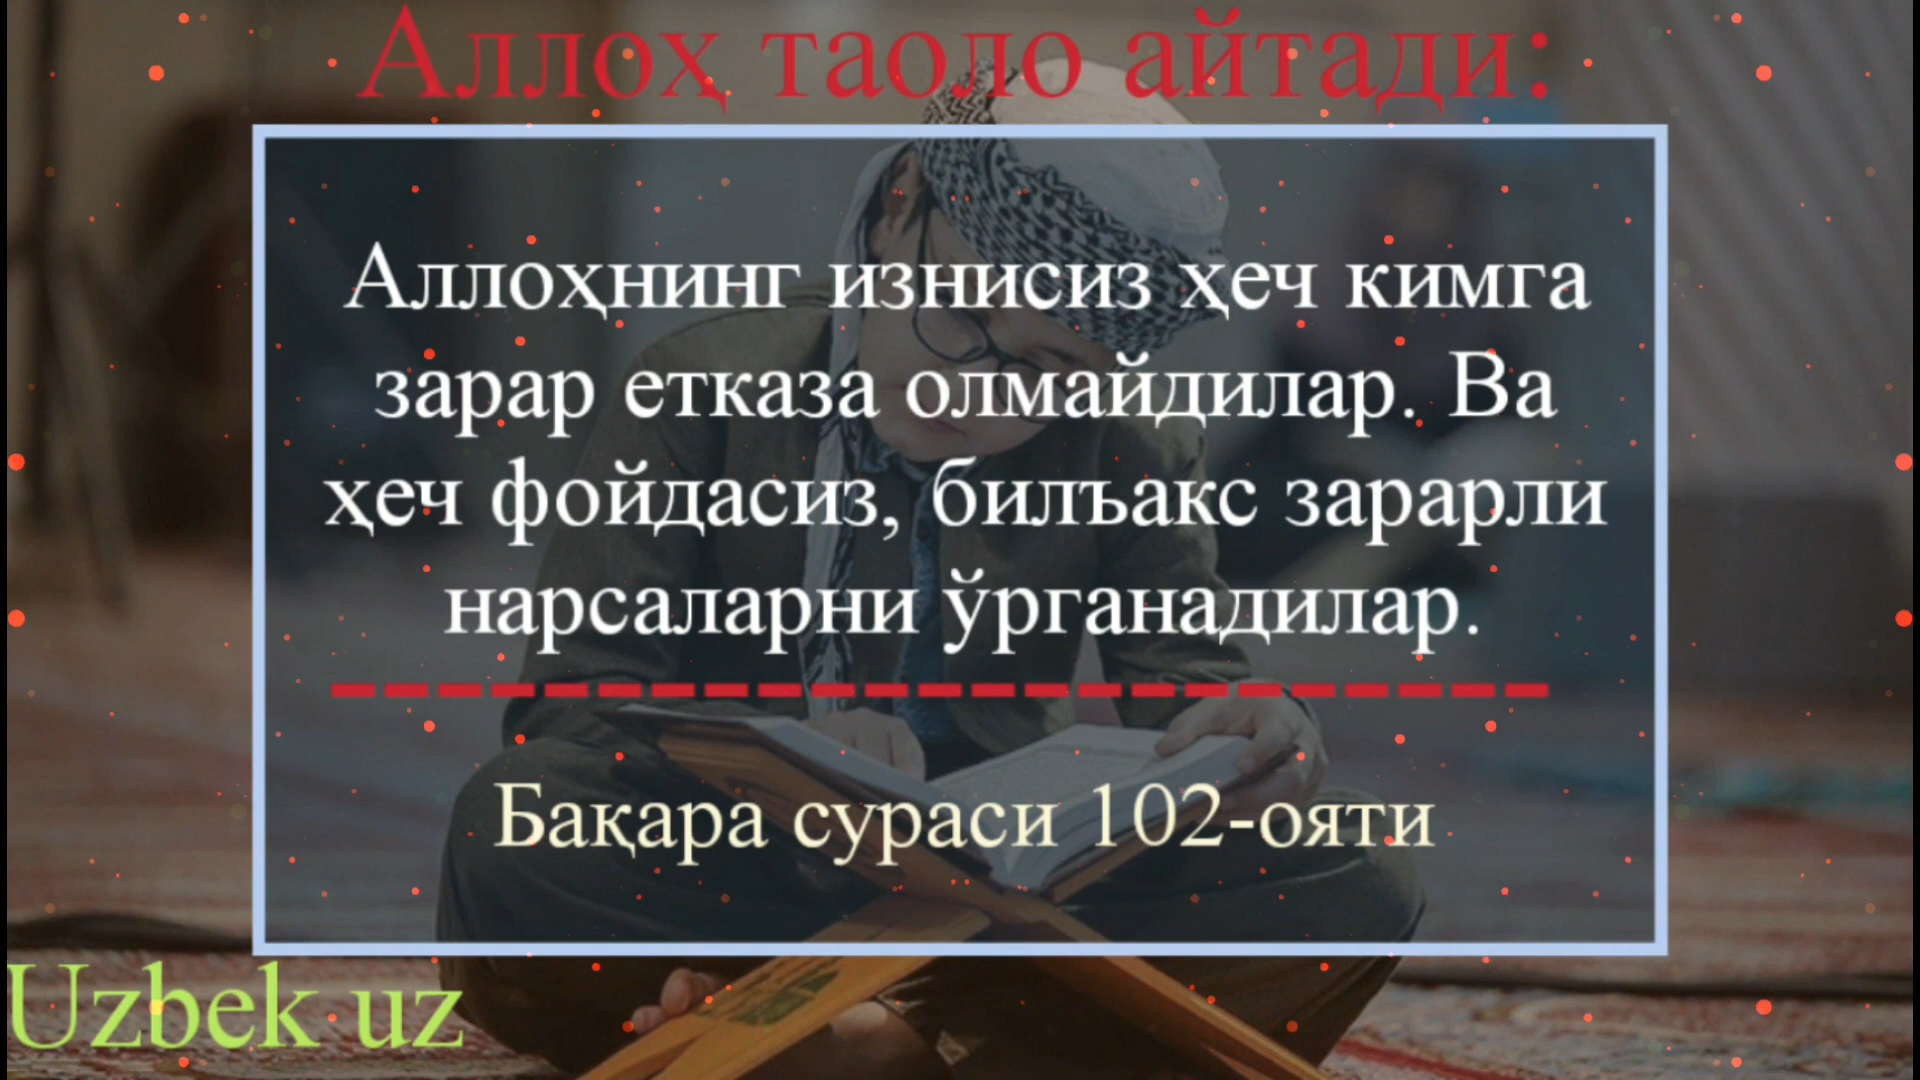 Аллоҳ таоло айтади:
Аллоҳнинг изнисиз ҳеч кимга
зарар етказа олмайдилар. Ва
ҳеч фойдасиз, билъакс зарарли
нарсаларни ўрганадилар.
Бақара сураси 102-ояти
Uzbek uz